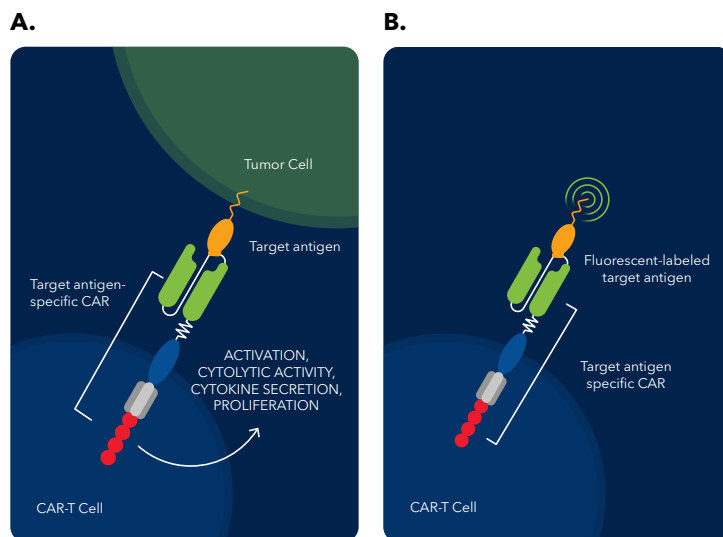 A.
B.
Tumor Cell
Target antigen
Target antigen-
specific CAR
ACTIVATION,
CYTOLYTIC ACTIVITY,
CYTOKINE SECRETION,
PROLIFERATION
CAR-T Cell
Fluorescent-labeled
target antigen
Target antigen
specific CAR
CAR-T Cell